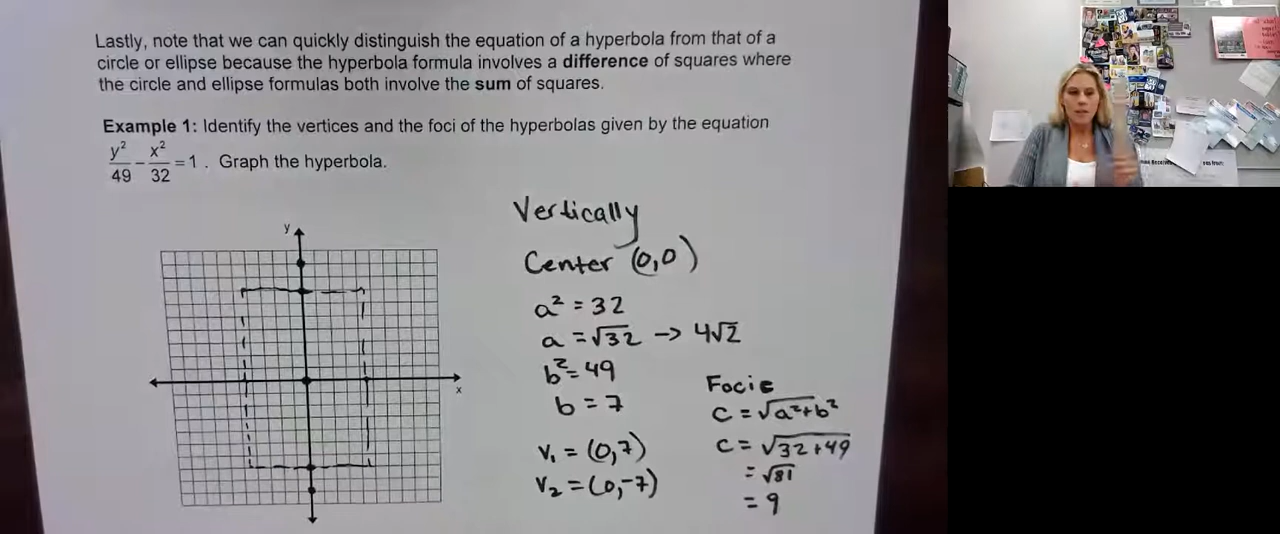 Lastly, note that we can quickly distinguish the equation of a hyperbola from that of a
circle or ellipse because the hyperbola formula involves a difference of squares where
the circle and ellipse formulas both involve the sum of squares.
Example 1: Identify the vertices and the foci of the hyperbolas given by the equation
y²/49 − x²/32 = 1 . Graph the hyperbola.
y
x
Vertically
Center (0,0)
a² = 32
a = √32 → 4√2
b² = 49
b = 7
V₁ = (0,7)
V₂ = (0,-7)
Foci
c = √a²+b²
c = √32+49
= √81
= 9